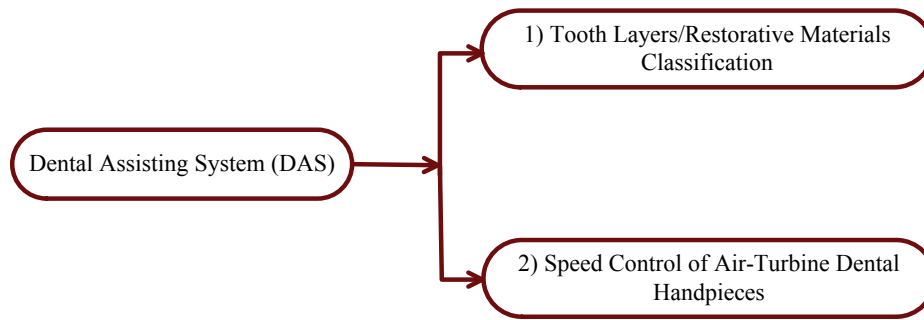 1) Tooth Layers/Restorative Materials
Classification
Dental Assisting System (DAS)
2) Speed Control of Air-Turbine Dental
Handpieces